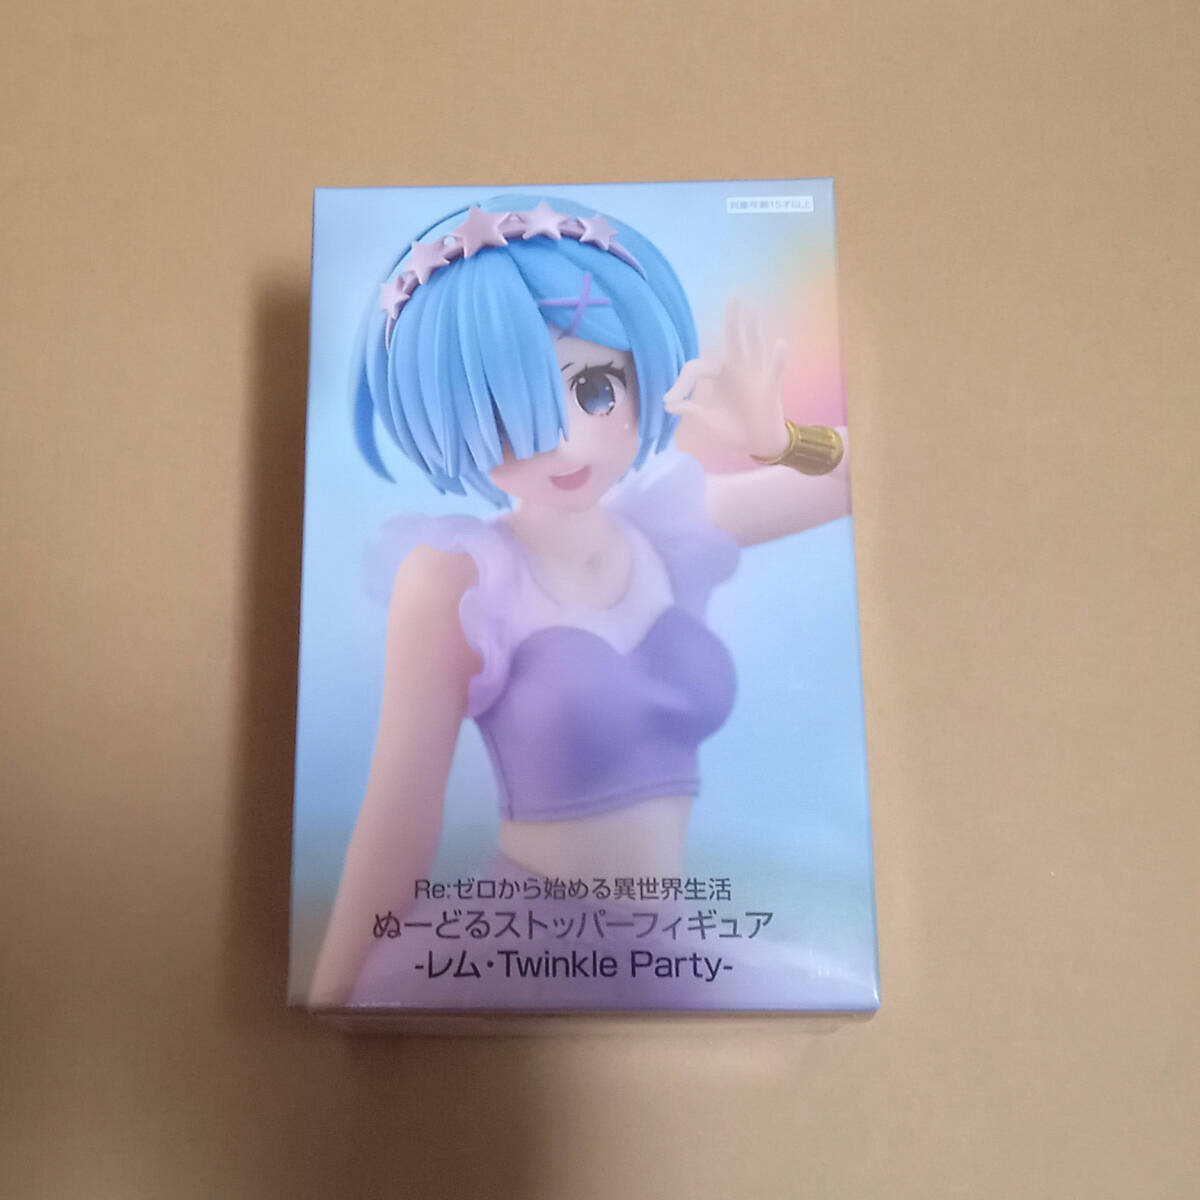 対象年齢15才以上
Re:ゼロから始める異世界生活
ぬーどるストッパーフィギュア
-レム・Twinkle Party-